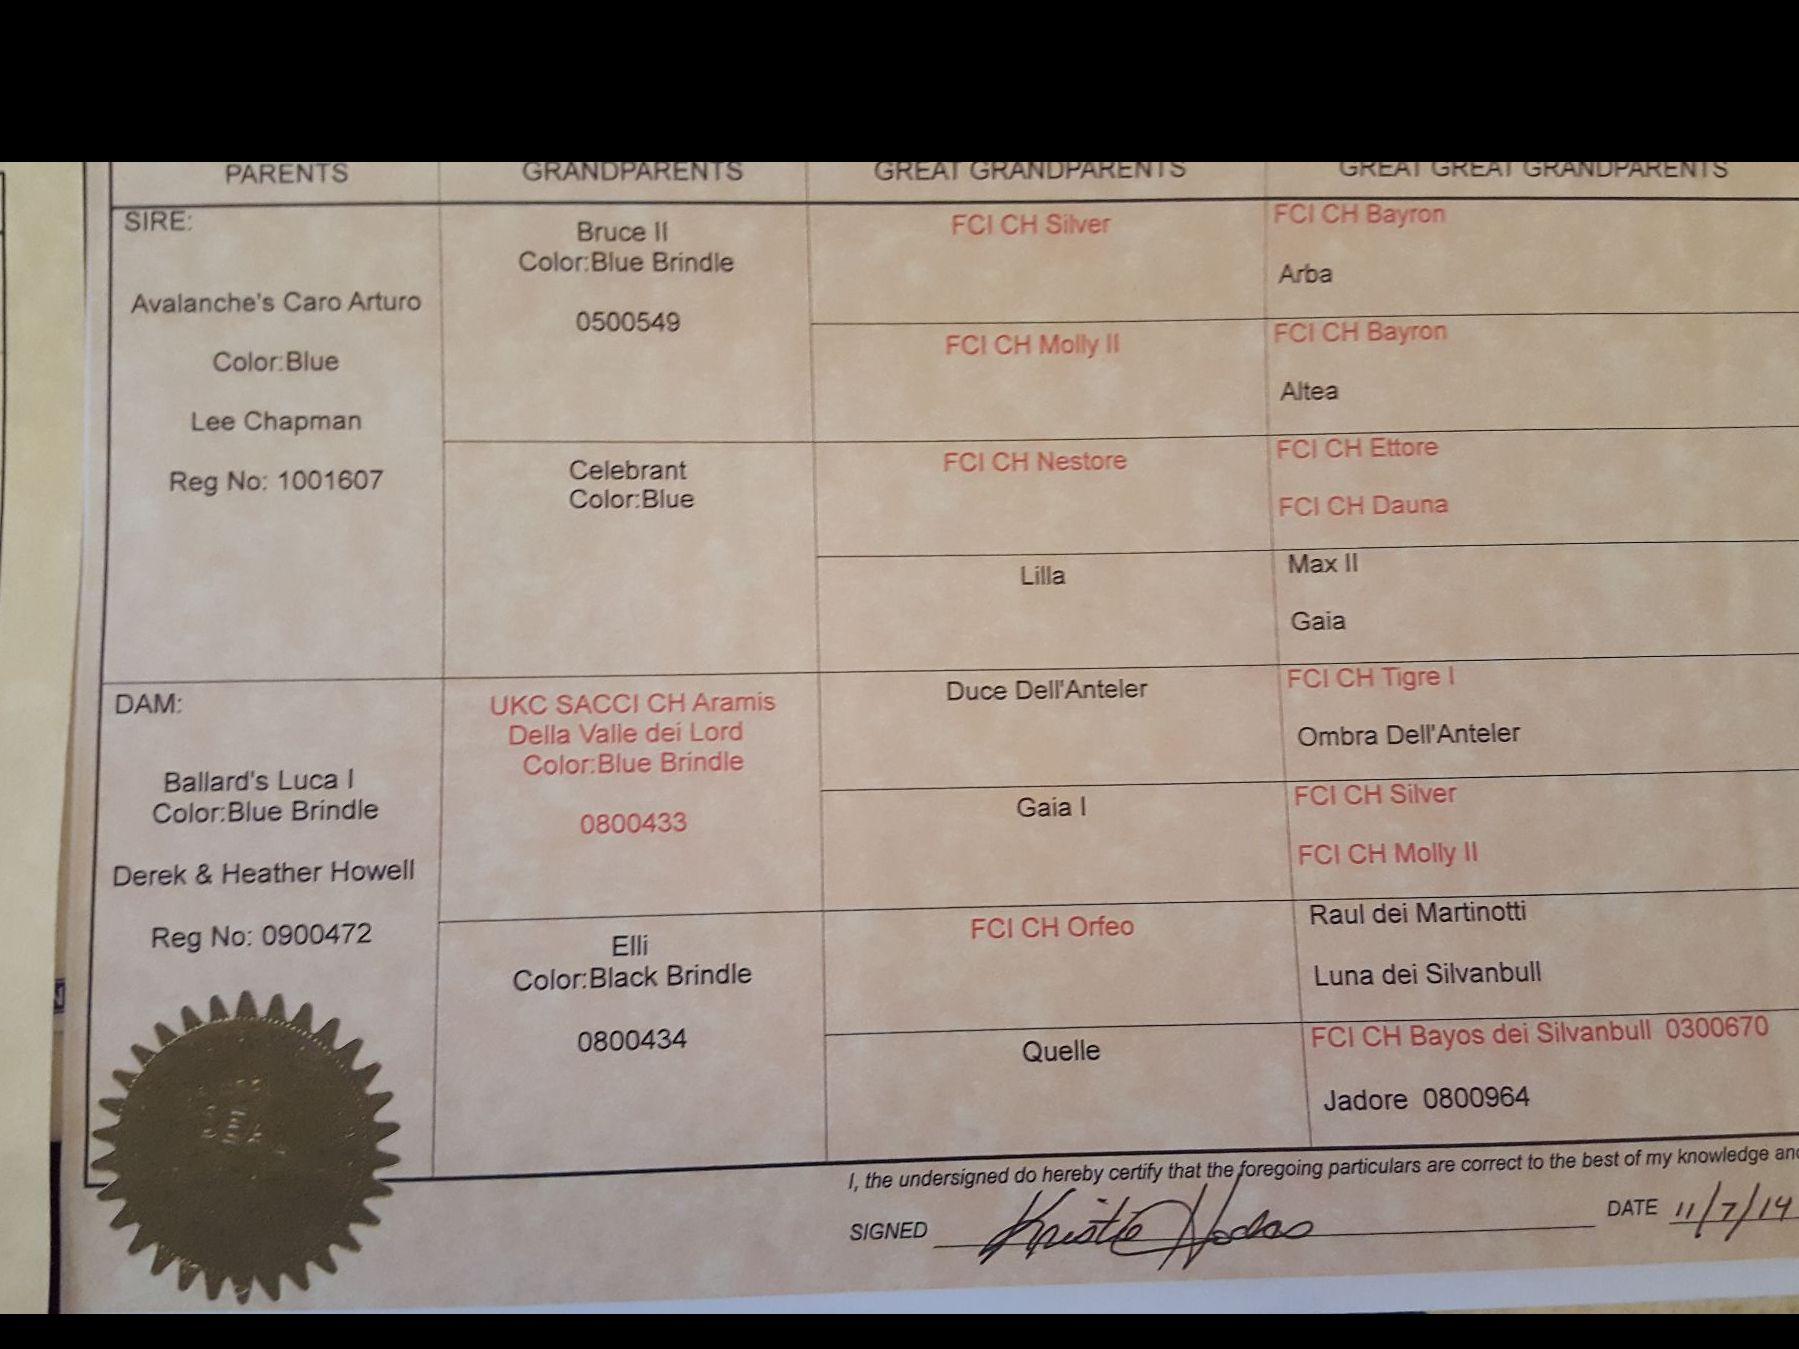 PARENTS
GRANDPARENTS
GREAT GRANDPARENTS
GREAT GREAT GRANDPARENTS
SIRE:
Avalanche's Caro Arturo
Color:Blue
Lee Chapman
Reg No: 1001607
Bruce II
Color:Blue Brindle
0500549
FCI CH Silver
FCI CH Bayron
Arba
FCI CH Molly II
FCI CH Bayron
Altea
Celebrant
Color:Blue
FCI CH Nestore
FCI CH Ettore
FCI CH Dauna
Lilla
Max II
Gaia
DAM:
Ballard's Luca I
Color:Blue Brindle
Derek & Heather Howell
Reg No: 0900472
UKC SACCI CH Aramis
Della Valle dei Lord
Color:Blue Brindle
0800433
Duce Dell'Anteler
FCI CH Tigre I
Ombra Dell'Anteler
Gaia I
FCI CH Silver
FCI CH Molly II
Elli
Color:Black Brindle
0800434
FCI CH Orfeo
Raul dei Martinotti
Luna dei Silvanbull
Quelle
FCI CH Bayos dei Silvanbull 0300670
Jadore 0800964
I, the undersigned do hereby certify that the foregoing particulars are correct to the best of my knowledge and
SIGNED
DATE 11/7/14